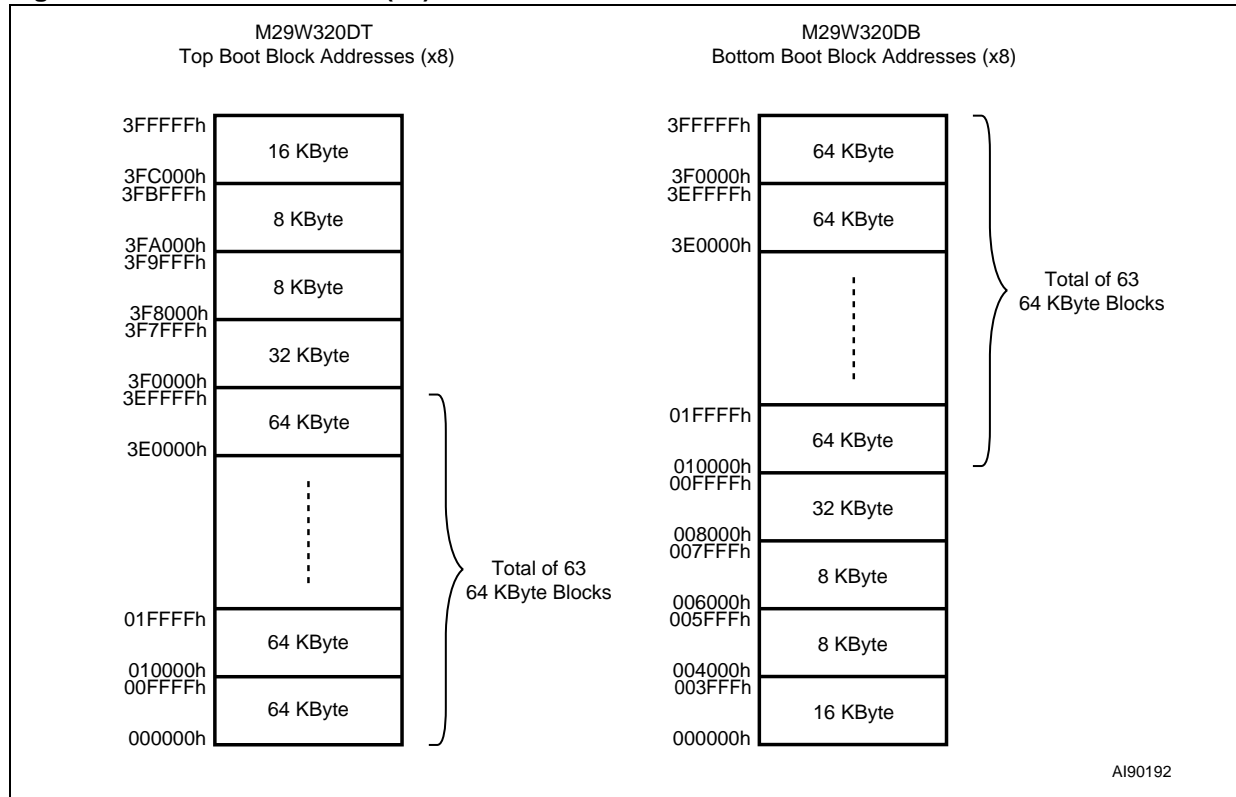 M29W320DT
Top Boot Block Addresses (x8)
3FFFFFh
16 KByte
3FC000h
3FBFFFh
8 KByte
3FA000h
3F9FFFh
8 KByte
3F8000h
3F7FFFh
32 KByte
3F0000h
3EFFFFh
64 KByte
3E0000h
Total of 63
64 KByte Blocks
01FFFFh
64 KByte
010000h
00FFFFh
64 KByte
000000h
M29W320DB
Bottom Boot Block Addresses (x8)
3FFFFFh
64 KByte
3F0000h
3EFFFFh
64 KByte
3E0000h
Total of 63
64 KByte Blocks
01FFFFh
64 KByte
010000h
00FFFFh
32 KByte
008000h
007FFFh
8 KByte
006000h
005FFFh
8 KByte
004000h
003FFFh
16 KByte
000000h
AI90192